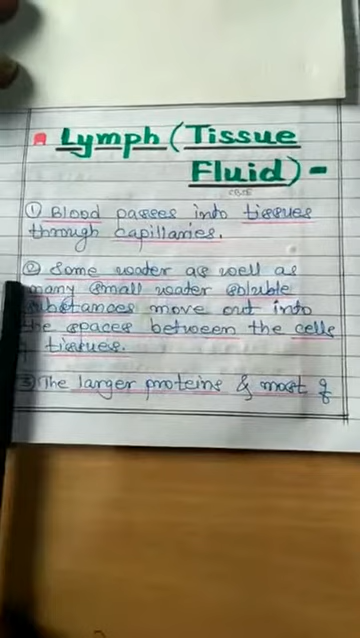 Lymph (Tissue
Fluid) -
① Blood passes into tissues
through capillaries.
② Some water as well as
many small water soluble
substances move out into
the spaces between the cells
of tissues.
③ The larger proteins & most of